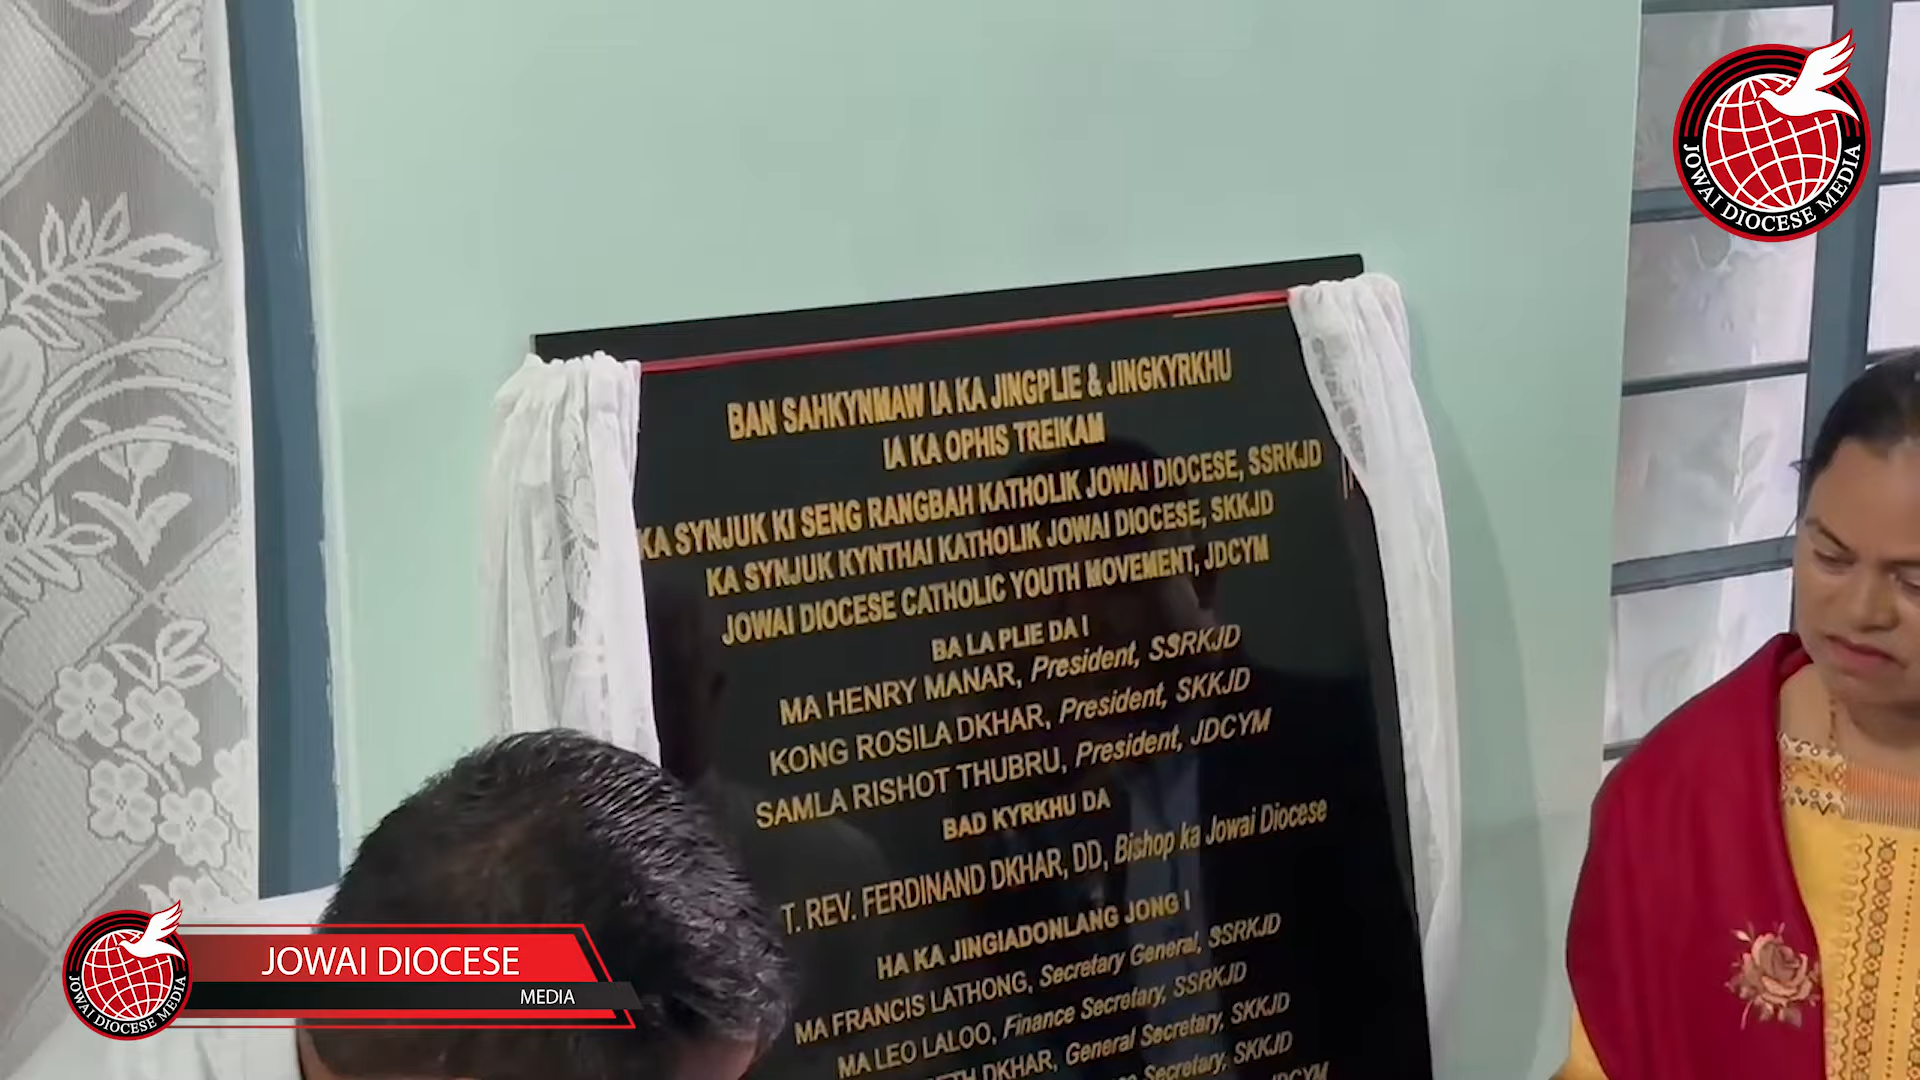 JOWAI DIOCESE MEDIA
BAN SAHKYNMAW IA KA JINGPLIE & JINGKYRKHU
IA KA OPHIS TREIKAM
KA SYNJUK KI SENG RANGBAH KATHOLIK JOWAI DIOCESE, SSRKJD
KA SYNJUK KYNTHAI KATHOLIK JOWAI DIOCESE, SKKJD
JOWAI DIOCESE CATHOLIC YOUTH MOVEMENT, JDCYM
BA LA PLIE DA I
MA HENRY MANAR, President, SSRKJD
KONG ROSILA DKHAR, President, SKKJD
SAMLA RISHOT THUBRU, President, JDCYM
BAD KYRKHU DA
T. REV. FERDINAND DKHAR, DD, Bishop ka Jowai Diocese
HA KA JINGIADONLANG JONG I
MA FRANCIS LATHONG, Secretary General, SSRKJD
MA LEO LALOO, Finance Secretary, SSRKJD
DKHAR, General Secretary, SKKJD
Secretary, SKKJD
JDCYM
JOWAI DIOCESE
MEDIA
JOWAI DIOCESE MEDIA